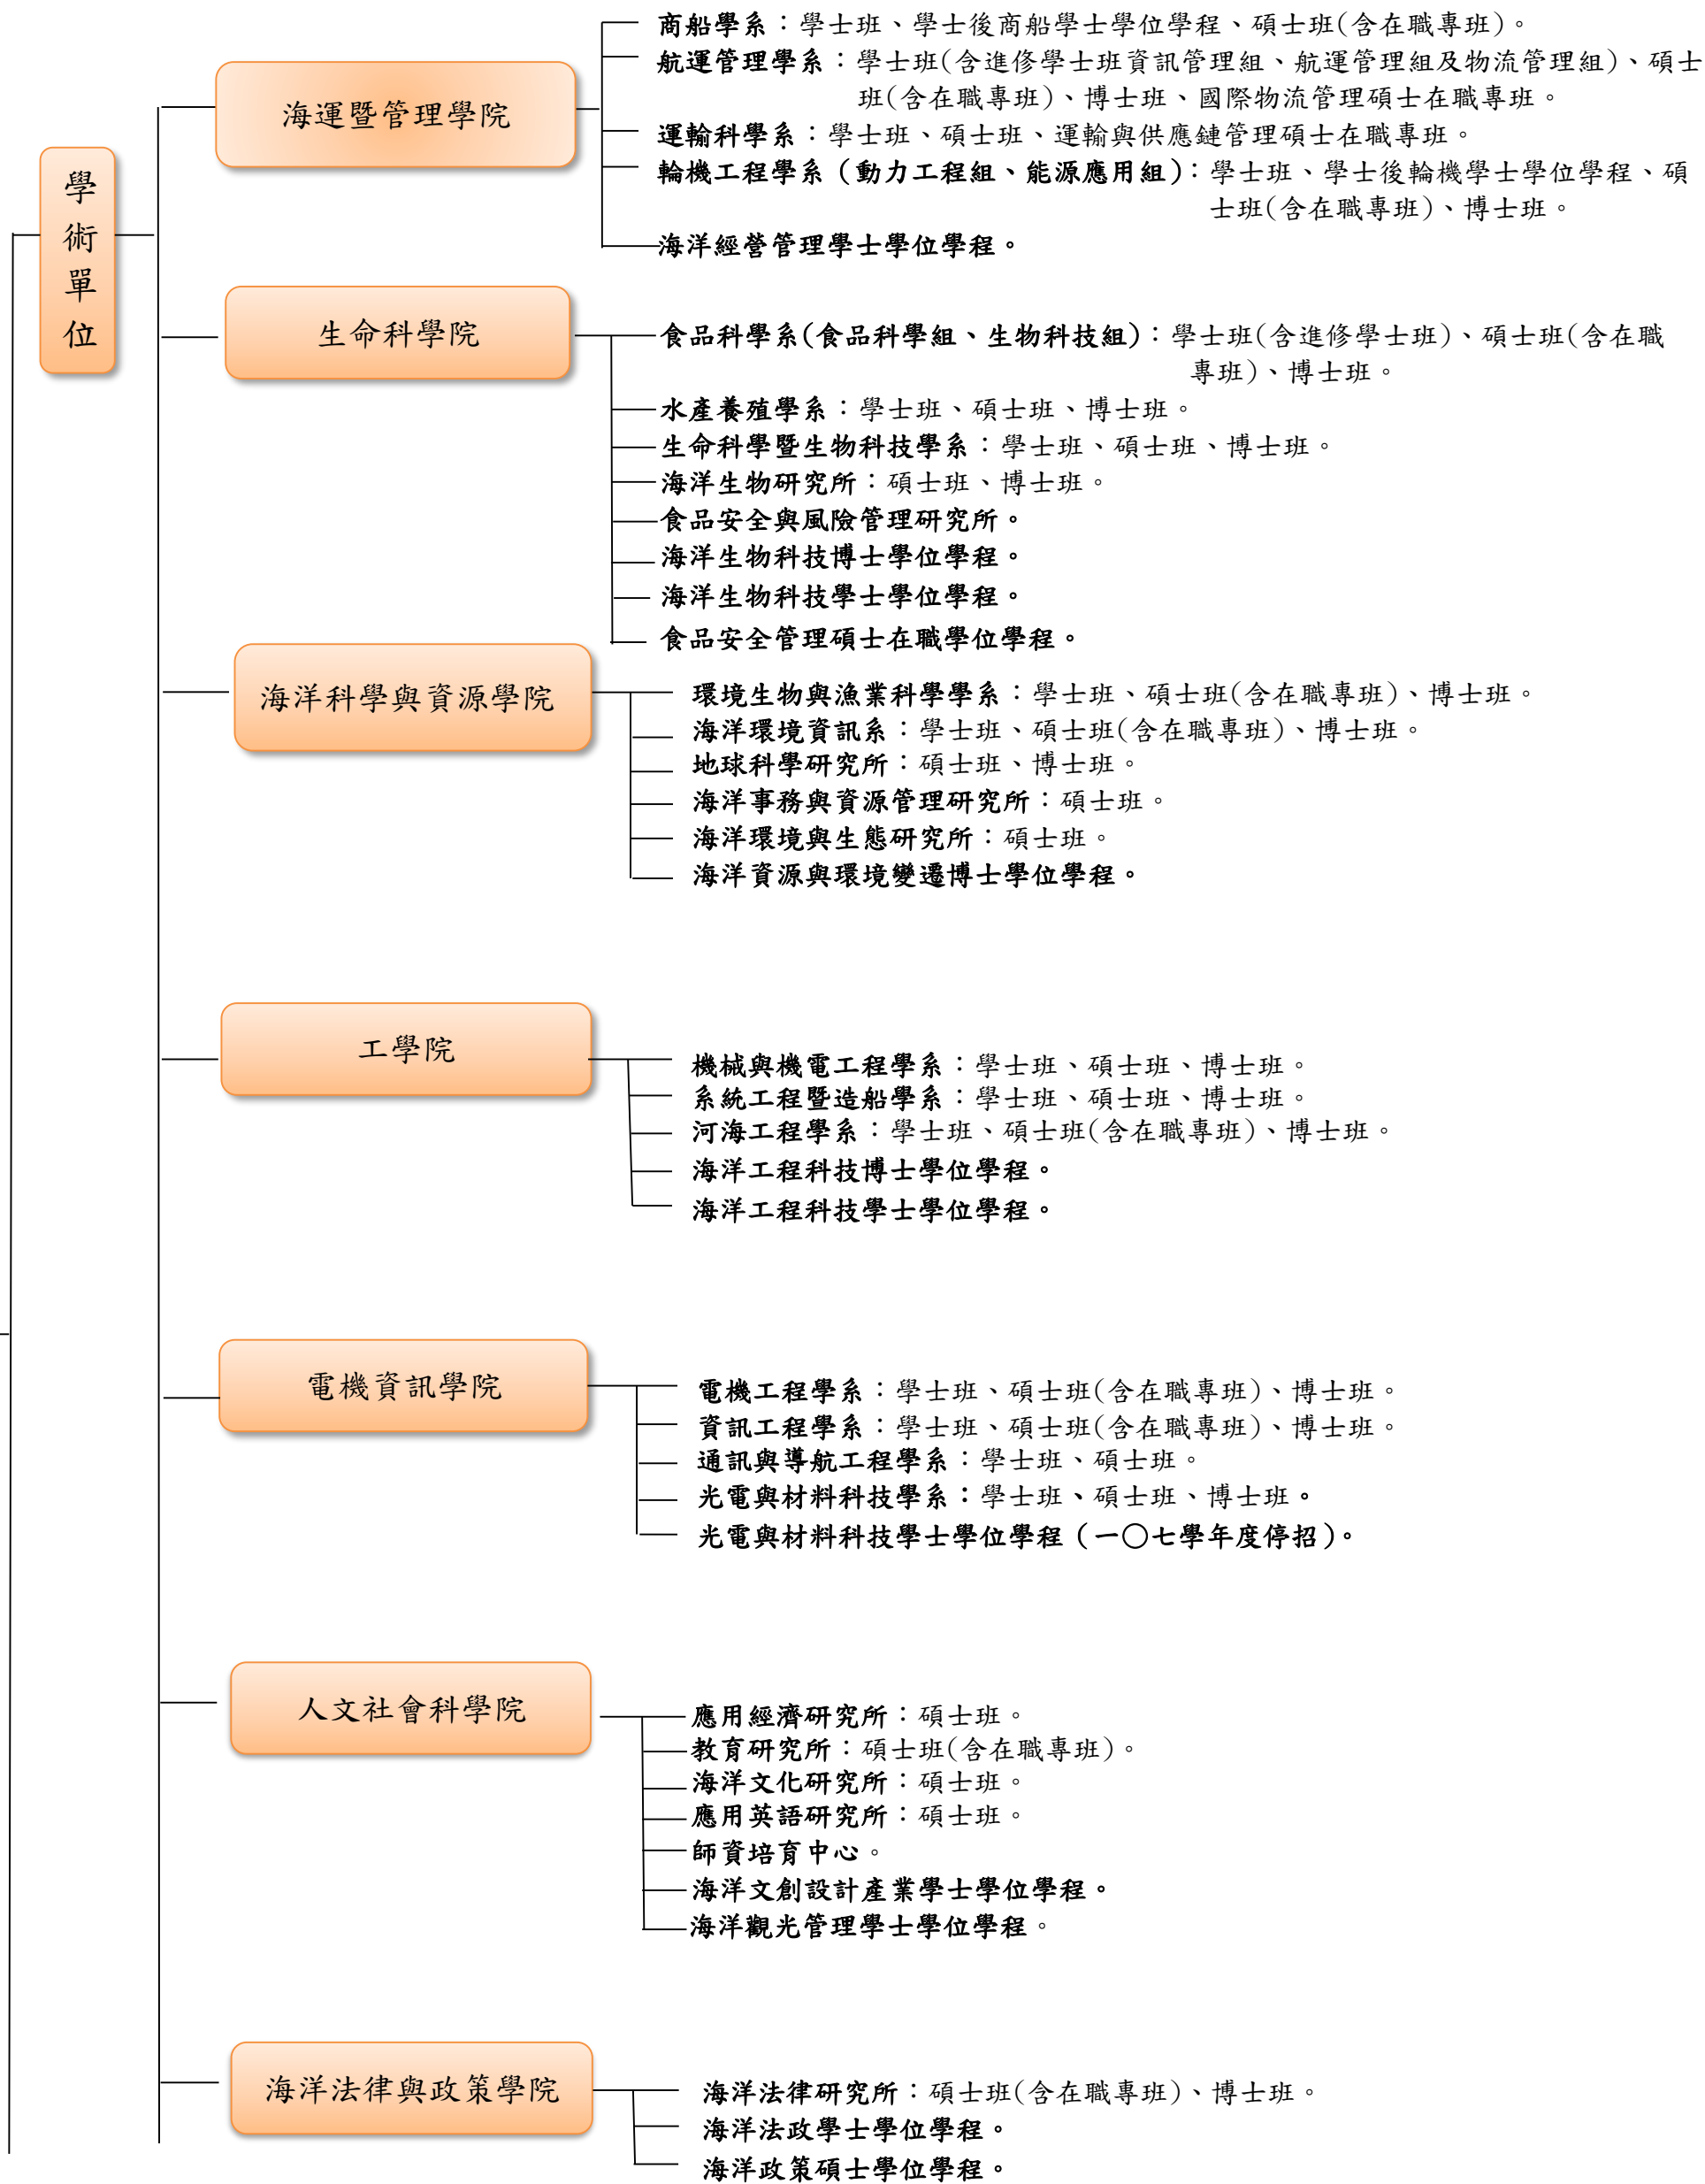 學術單位
海運暨管理學院
商船學系：學士班、學士後商船學士學位學程、碩士班(含在職專班)。
航運管理學系：學士班(含進修學士班資訊管理組、航運管理組及物流管理組)、碩士
班(含在職專班)、博士班、國際物流管理碩士在職專班。
運輸科學系：學士班、碩士班、運輸與供應鏈管理碩士在職專班。
輪機工程學系（動力工程組、能源應用組)：學士班、學士後輪機學士學位學程、碩
士班(含在職專班)、博士班。
海洋經營管理學士學位學程。
生命科學院
食品科學系(食品科學組、生物科技組)：學士班(含進修學士班)、碩士班(含在職
專班)、博士班。
水產養殖學系：學士班、碩士班、博士班。
生命科學暨生物科技學系：學士班、碩士班、博士班。
海洋生物研究所：碩士班、博士班。
食品安全與風險管理研究所。
海洋生物科技博士學位學程。
海洋生物科技學士學位學程。
食品安全管理碩士在職學位學程。
海洋科學與資源學院
環境生物與漁業科學學系：學士班、碩士班(含在職專班)、博士班。
海洋環境資訊系：學士班、碩士班(含在職專班)、博士班。
地球科學研究所：碩士班、博士班。
海洋事務與資源管理研究所：碩士班。
海洋環境與生態研究所：碩士班。
海洋資源與環境變遷博士學位學程。
工學院
機械與機電工程學系：學士班、碩士班、博士班。
系統工程暨造船學系：學士班、碩士班、博士班。
河海工程學系：學士班、碩士班(含在職專班)、博士班。
海洋工程科技博士學位學程。
海洋工程科技學士學位學程。
電機資訊學院
電機工程學系：學士班、碩士班(含在職專班)、博士班。
資訊工程學系：學士班、碩士班(含在職專班)、博士班。
通訊與導航工程學系：學士班、碩士班。
光電與材料科技學系：學士班、碩士班、博士班。
光電與材料科技學士學位學程（一〇七學年度停招)。
人文社會科學院
應用經濟研究所：碩士班。
教育研究所：碩士班(含在職專班)。
海洋文化研究所：碩士班。
應用英語研究所：碩士班。
師資培育中心。
海洋文創設計產業學士學位學程。
海洋觀光管理學士學位學程。
海洋法律與政策學院
海洋法律研究所：碩士班(含在職專班)、博士班。
海洋法政學士學位學程。
海洋政策碩士學位學程。